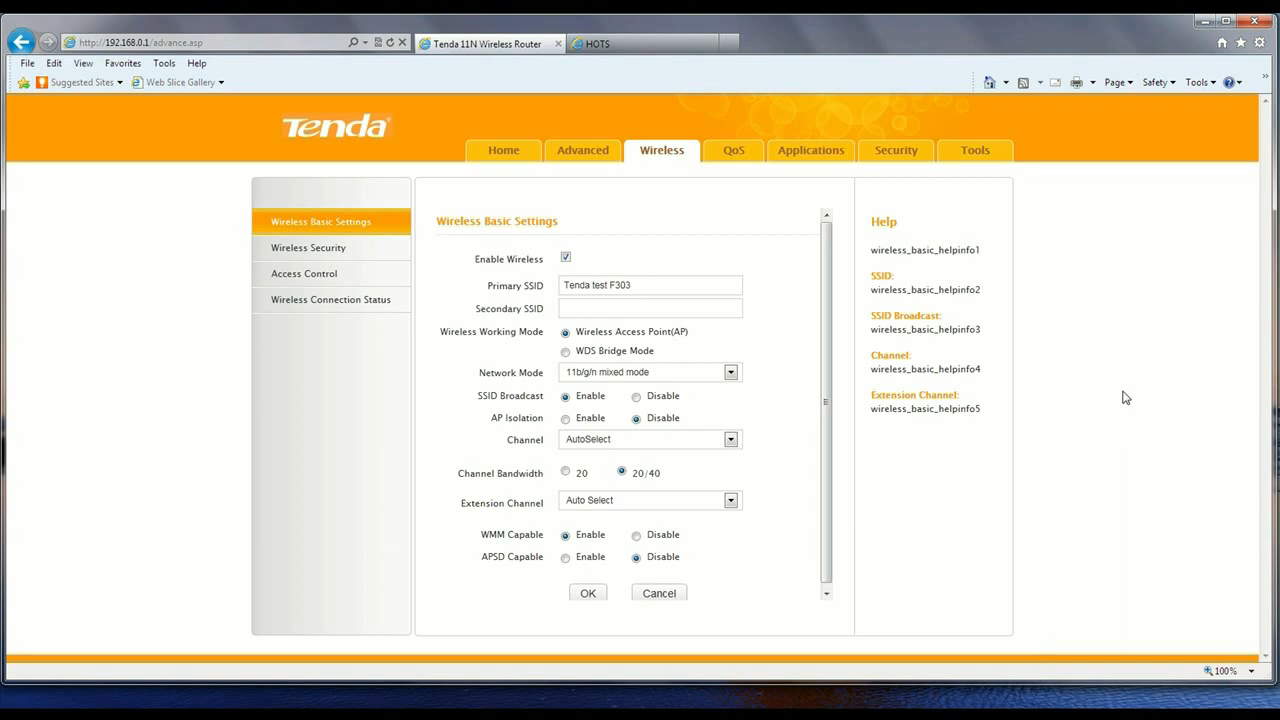 http://192.168.0.1/advance.asp
Tenda 11N Wireless Router
HOTS
File Edit View Favorites Tools Help
Suggested Sites Web Slice Gallery Page Safety Tools
Tenda
Home Advanced Wireless QoS Applications Security Tools
Wireless Basic Settings
Wireless Security
Access Control
Wireless Connection Status
Wireless Basic Settings
Enable Wireless
Primary SSID Tenda test F303
Secondary SSID
Wireless Working Mode Wireless Access Point(AP)
WDS Bridge Mode
Network Mode 11b/g/n mixed mode
SSID Broadcast Enable Disable
AP Isolation Enable Disable
Channel AutoSelect
Channel Bandwidth 20 20/40
Extension Channel Auto Select
WMM Capable Enable Disable
APSD Capable Enable Disable
OK Cancel
Help
wireless_basic_helpinfo1
SSID:
wireless_basic_helpinfo2
SSID Broadcast:
wireless_basic_helpinfo3
Channel:
wireless_basic_helpinfo4
Extension Channel:
wireless_basic_helpinfo5
100%